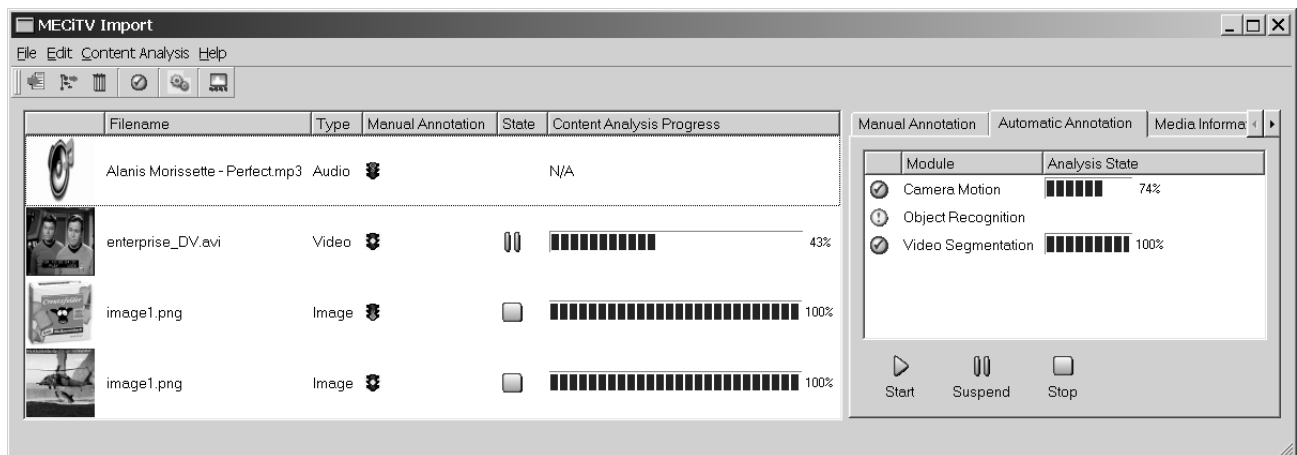 MECiTV Import
File Edit Content Analysis Help
Filename Type Manual Annotation State Content Analysis Progress
Alanis Morissette - Perfect.mp3 Audio N/A
enterprise_DV.avi Video 43%
image1.png Image 100%
image1.png Image 100%
Manual Annotation Automatic Annotation Media Informa
Module Analysis State
Camera Motion 74%
Object Recognition
Video Segmentation 100%
Start Suspend Stop